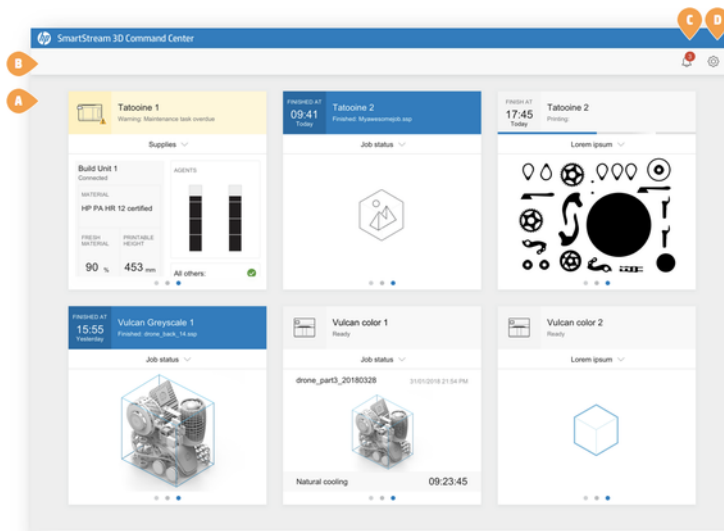 C
D
hp SmartStream 3D Command Center
B
3
A
Tatooine 1
Warning: Maintenance task overdue
Supplies
Build Unit 1
Connected
MATERIAL
HP PA HR 12 certified
FRESH MATERIAL
90 %
PRINTABLE HEIGHT
453 mm
AGENTS
All others:
FINISHED AT
09:41
Today
Tatooine 2
Finished: Myawesomejob.ssp
Job status
FINISH AT
17:45
Today
Tatooine 2
Printing:
Lorem ipsum
FINISHED AT
15:55
Yesterday
Vulcan Greyscale 1
Finished: drone_back_14.ssp
Job status
Vulcan color 1
Ready
Job status
drone_part3_20180328
31/01/2018 21:54 PM
Natural cooling
09:23:45
Vulcan color 2
Ready
Lorem ipsum